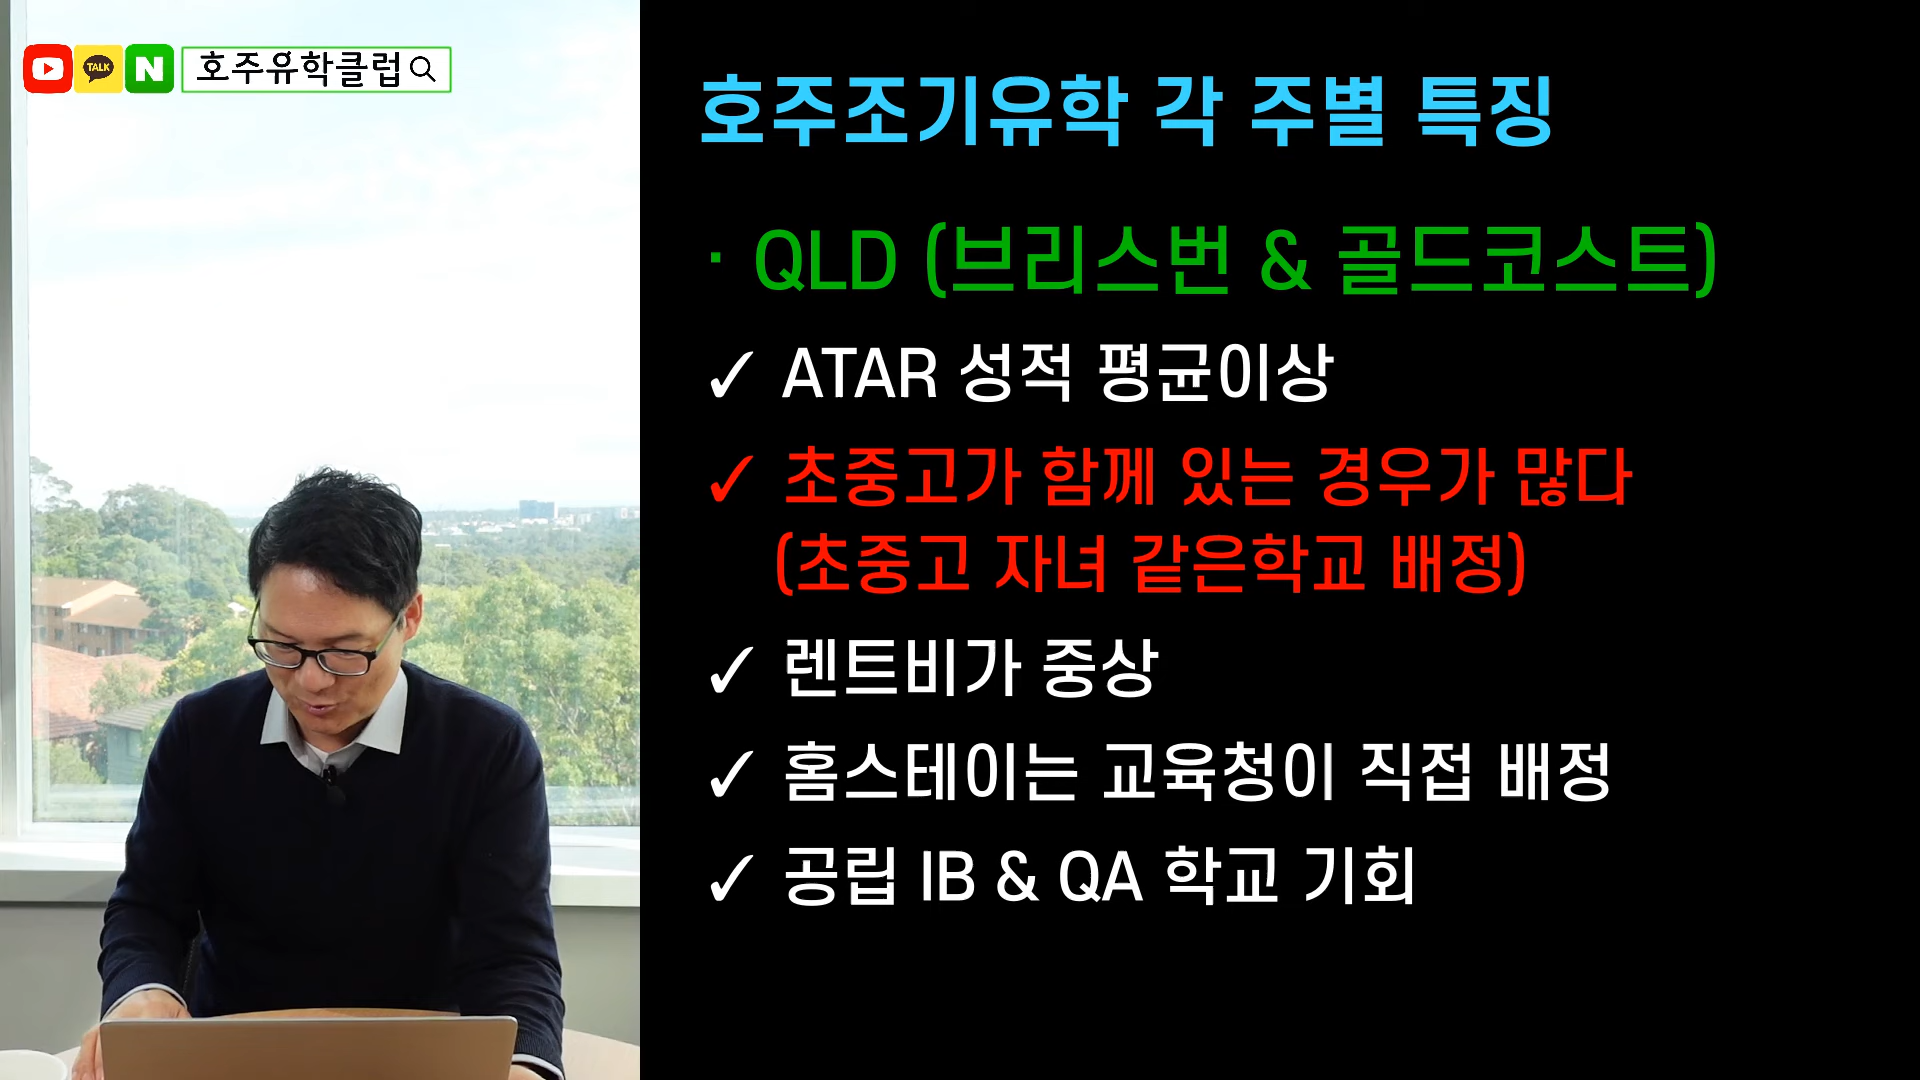 TALK
N
호주유학클럽
호주조기유학 각 주별 특징
· QLD (브리스번 & 골드코스트)
✓ ATAR 성적 평균이상
✓ 초중고가 함께 있는 경우가 많다
(초중고 자녀 같은학교 배정)
✓ 렌트비가 중상
✓ 홈스테이는 교육청이 직접 배정
✓ 공립 IB & QA 학교 기회